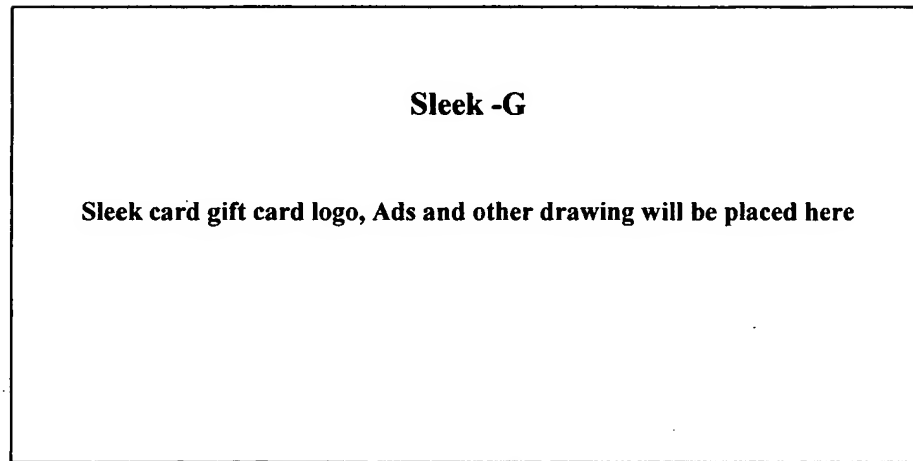 Sleek -G
Sleek card gift card logo, Ads and other drawing will be placed here